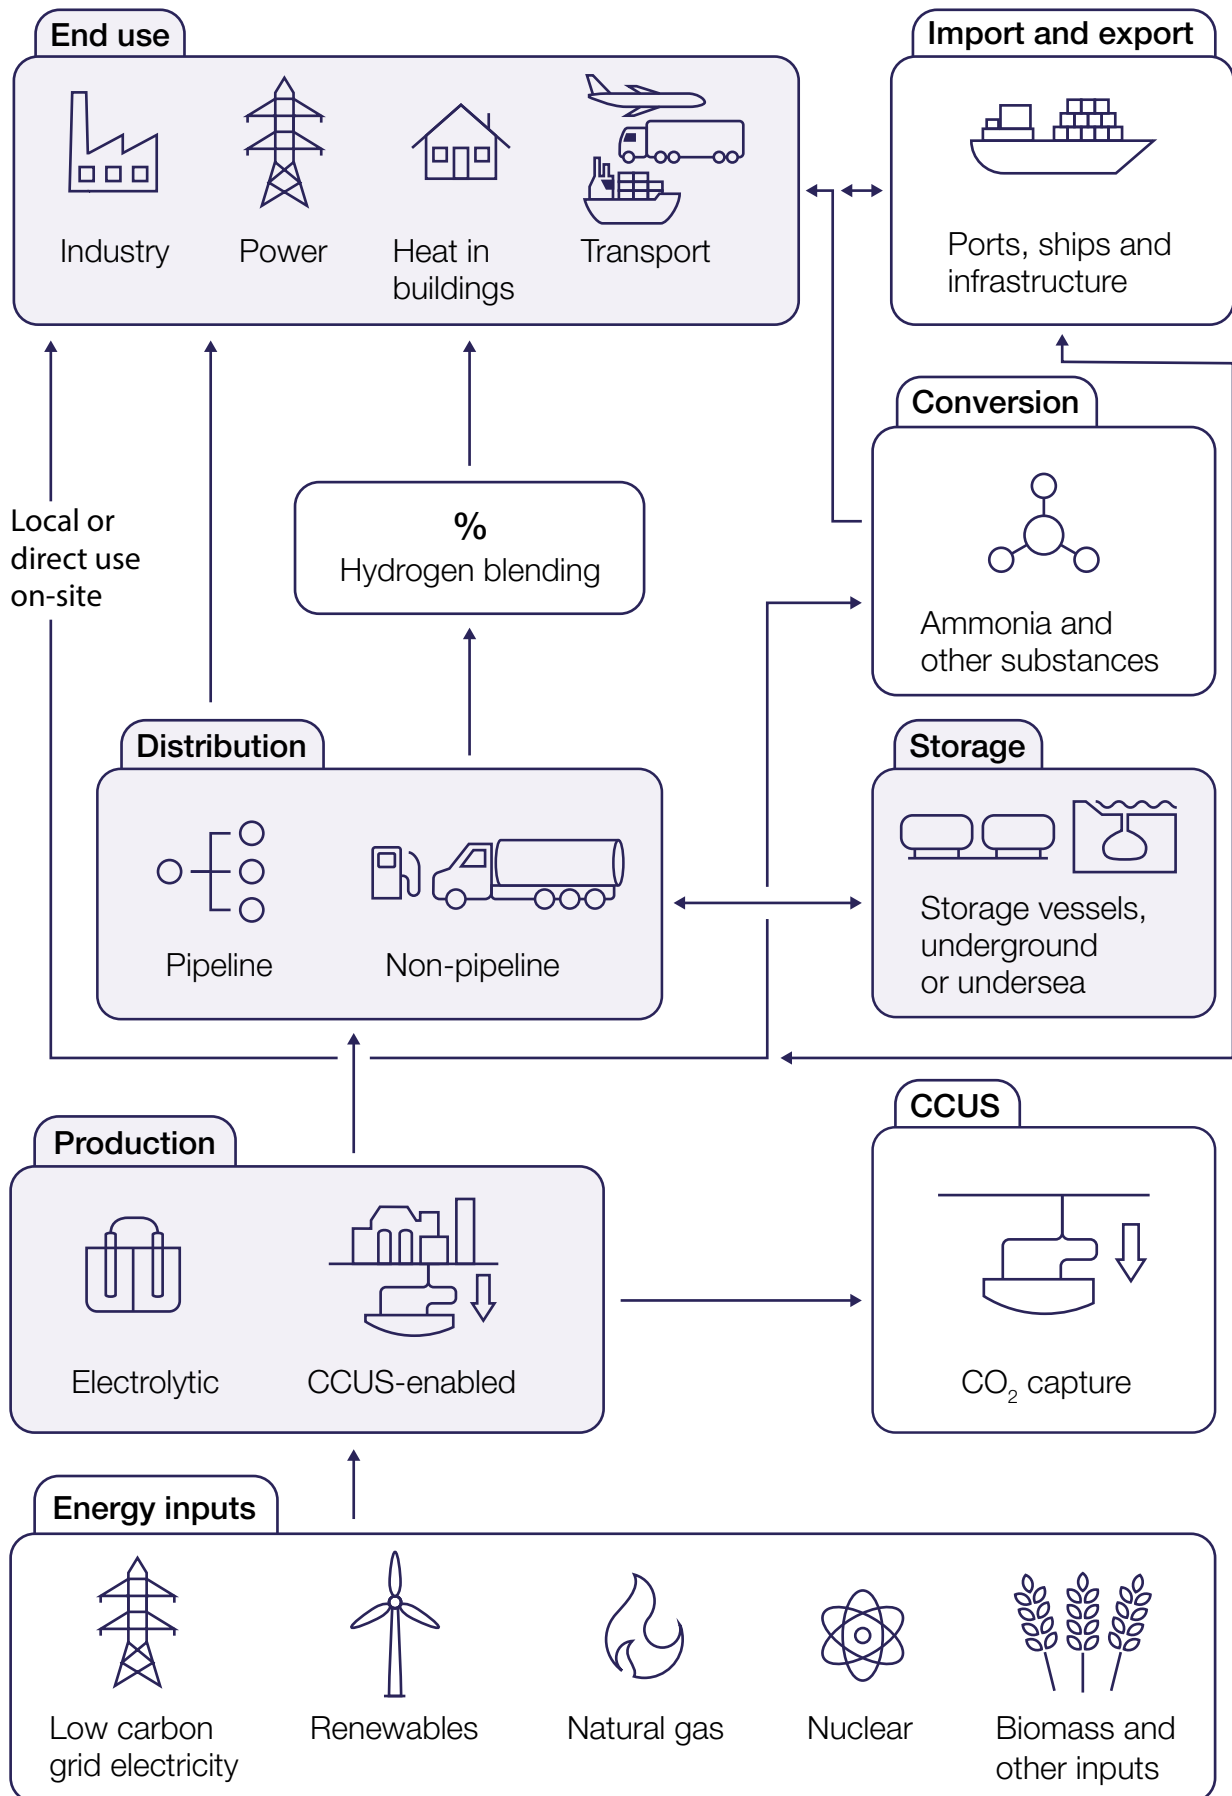 End use
Industry
Power
Heat in
buildings
Transport
Import and export
Ports, ships and
infrastructure
Conversion
Ammonia and
other substances
Local or
direct use
on-site
%
Hydrogen blending
Distribution
Pipeline
Non-pipeline
Storage
Storage vessels,
underground
or undersea
Production
Electrolytic
CCUS-enabled
CCUS
CO₂ capture
Energy inputs
Low carbon
grid electricity
Renewables
Natural gas
Nuclear
Biomass and
other inputs